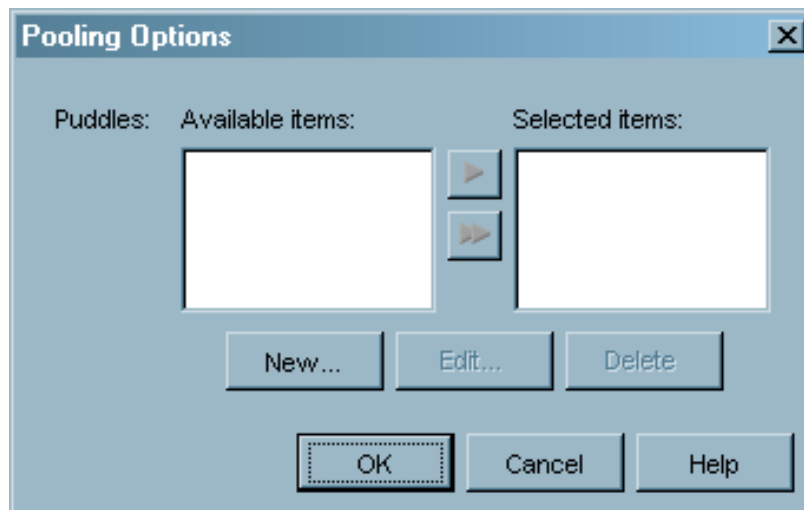 Pooling Options
Puddles: Available items: Selected items:
New... Edit... Delete
OK Cancel Help